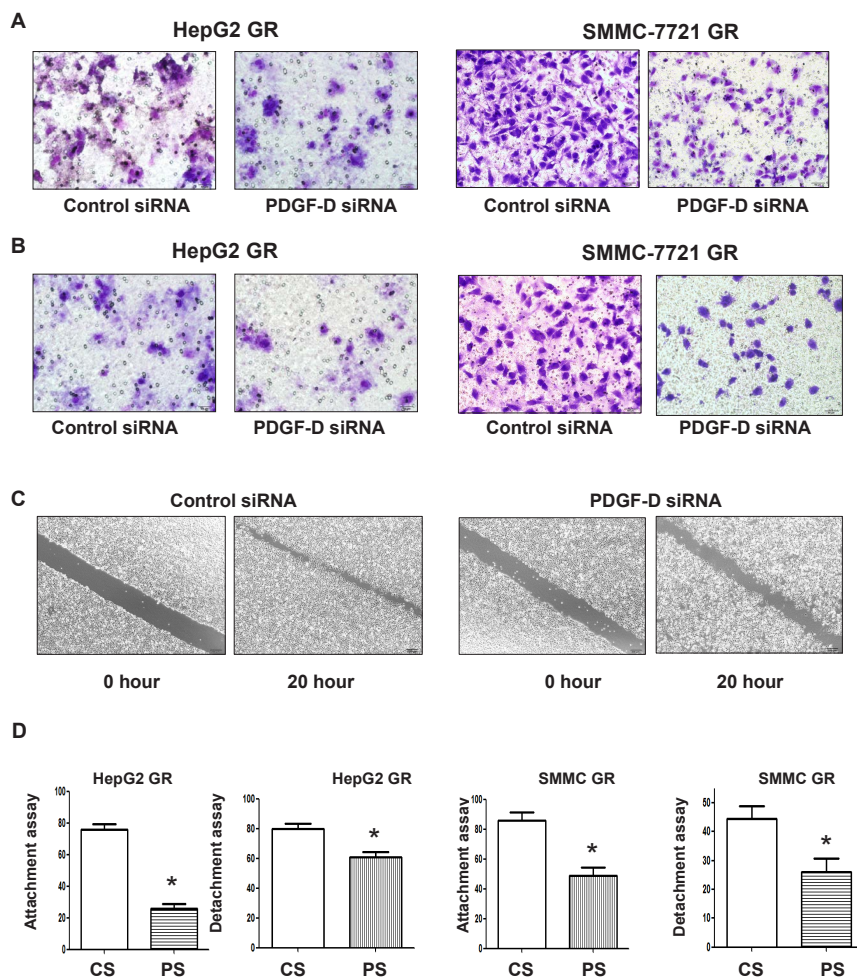 A
HepG2 GR
SMMC-7721 GR
Control siRNA
PDGF-D siRNA
Control siRNA
PDGF-D siRNA
B
HepG2 GR
SMMC-7721 GR
Control siRNA
PDGF-D siRNA
Control siRNA
PDGF-D siRNA
C
Control siRNA
PDGF-D siRNA
0 hour
20 hour
0 hour
20 hour
D
HepG2 GR
Attachment assay
100
80
60
40
20
0
CS
PS
*
HepG2 GR
Detachment assay
100
80
60
40
20
0
CS
PS
*
SMMC GR
Attachment assay
100
80
60
40
20
0
CS
PS
*
SMMC GR
Detachment assay
50
40
30
20
10
0
CS
PS
*